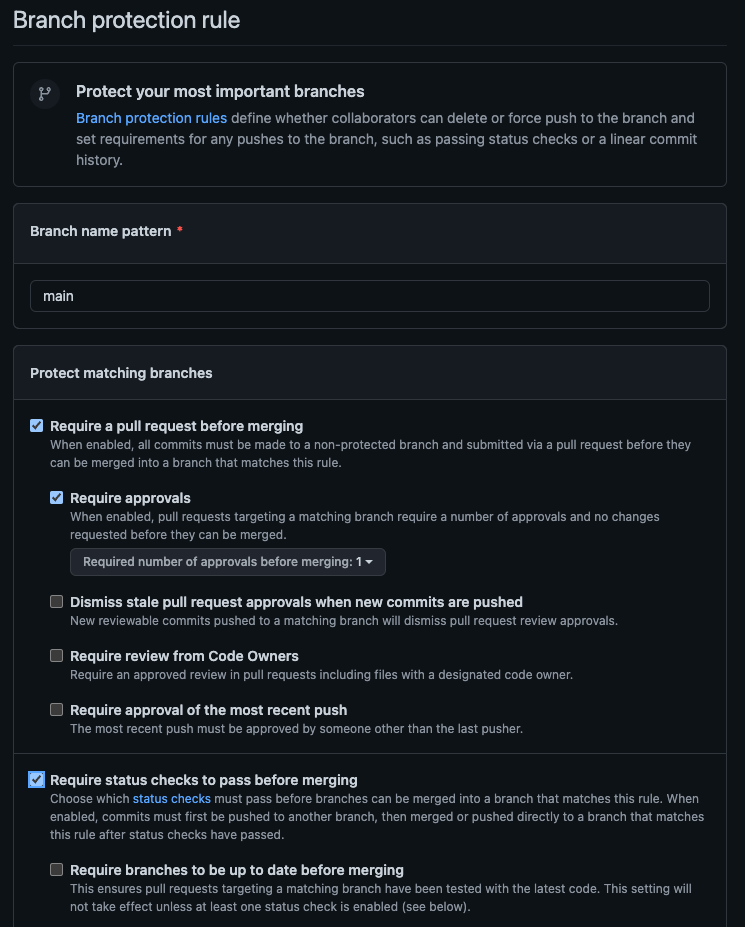 Branch protection rule
Protect your most important branches
Branch protection rules define whether collaborators can delete or force push to the branch and
set requirements for any pushes to the branch, such as passing status checks or a linear commit
history.
Branch name pattern *
main
Protect matching branches
Require a pull request before merging
When enabled, all commits must be made to a non-protected branch and submitted via a pull request before they
can be merged into a branch that matches this rule.
Require approvals
When enabled, pull requests targeting a matching branch require a number of approvals and no changes
requested before they can be merged.
Required number of approvals before merging: 1
Dismiss stale pull request approvals when new commits are pushed
New reviewable commits pushed to a matching branch will dismiss pull request review approvals.
Require review from Code Owners
Require an approved review in pull requests including files with a designated code owner.
Require approval of the most recent push
The most recent push must be approved by someone other than the last pusher.
Require status checks to pass before merging
Choose which status checks must pass before branches can be merged into a branch that matches this rule. When
enabled, commits must first be pushed to another branch, then merged or pushed directly to a branch that matches
this rule after status checks have passed.
Require branches to be up to date before merging
This ensures pull requests targeting a matching branch have been tested with the latest code. This setting will
not take effect unless at least one status check is enabled (see below).